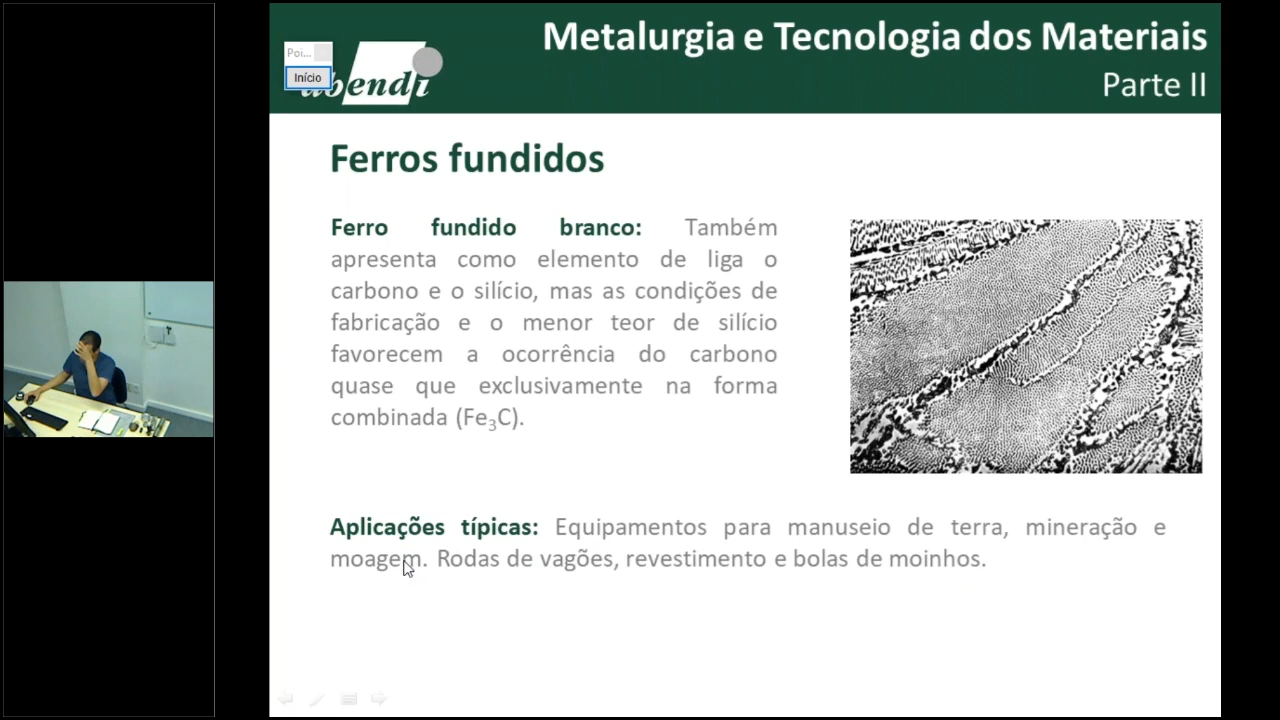 Metalurgia e Tecnologia dos Materiais
Parte II
Poi...
Início
abendi
Ferros fundidos
Ferro fundido branco: Também
apresenta como elemento de liga o
carbono e o silício, mas as condições de
fabricação e o menor teor de silício
favorecem a ocorrência do carbono
quase que exclusivamente na forma
combinada (Fe₃C).
Aplicações típicas: Equipamentos para manuseio de terra, mineração e
moagem. Rodas de vagões, revestimento e bolas de moinhos.